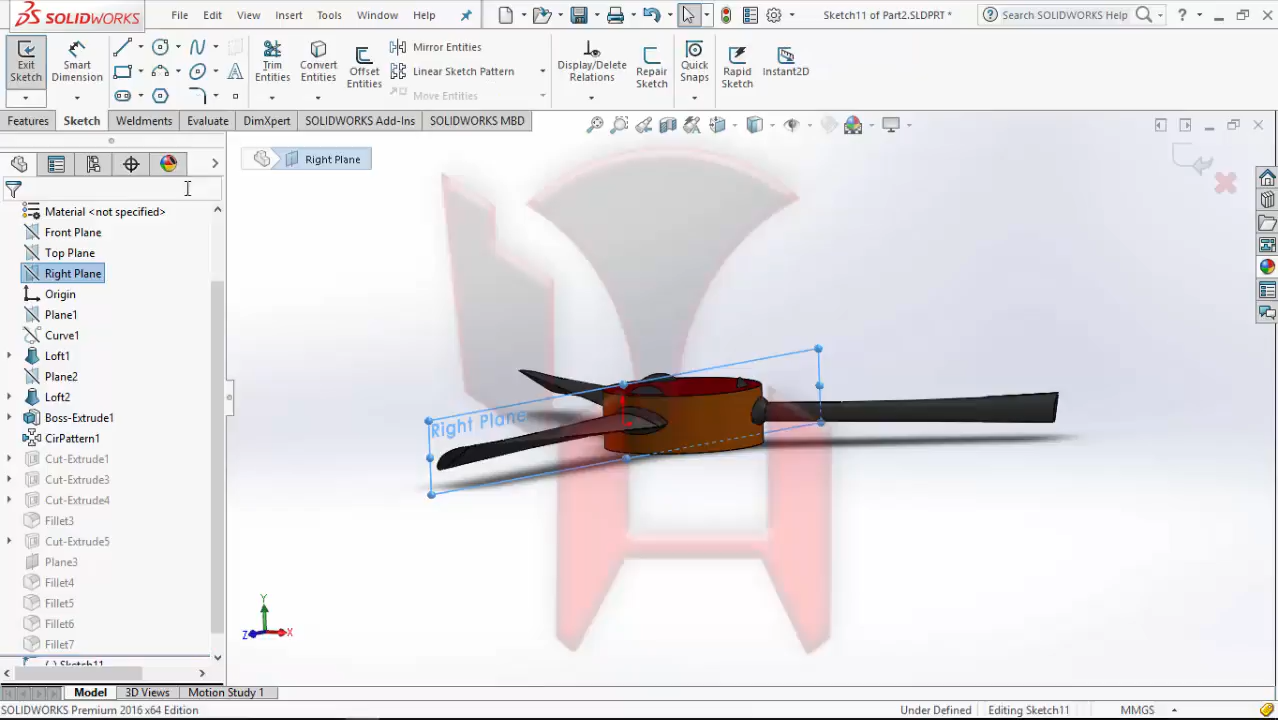 SOLIDWORKS File Edit View Insert Tools Window Help Sketch11 of Part2.SLDPRT * Search SOLIDWORKS Help ?
Exit Sketch
Smart Dimension
Trim Entities
Convert Entities
Offset Entities
Mirror Entities
Linear Sketch Pattern
Move Entities
Display/Delete Relations
Repair Sketch
Quick Snaps
Rapid Sketch
Instant2D
Features Sketch Weldments Evaluate DimXpert SOLIDWORKS Add-Ins SOLIDWORKS MBD
Right Plane
Material <not specified>
Front Plane
Top Plane
Right Plane
Origin
Plane1
Curve1
Loft1
Plane2
Loft2
Boss-Extrude1
CirPattern1
Cut-Extrude1
Cut-Extrude3
Cut-Extrude4
Fillet3
Cut-Extrude5
Plane3
Fillet4
Fillet5
Fillet6
Fillet7
(-) Sketch11
Right Plane
Y
Z X
Model 3D Views Motion Study 1
SOLIDWORKS Premium 2016 x64 Edition Under Defined Editing Sketch11 MMGS